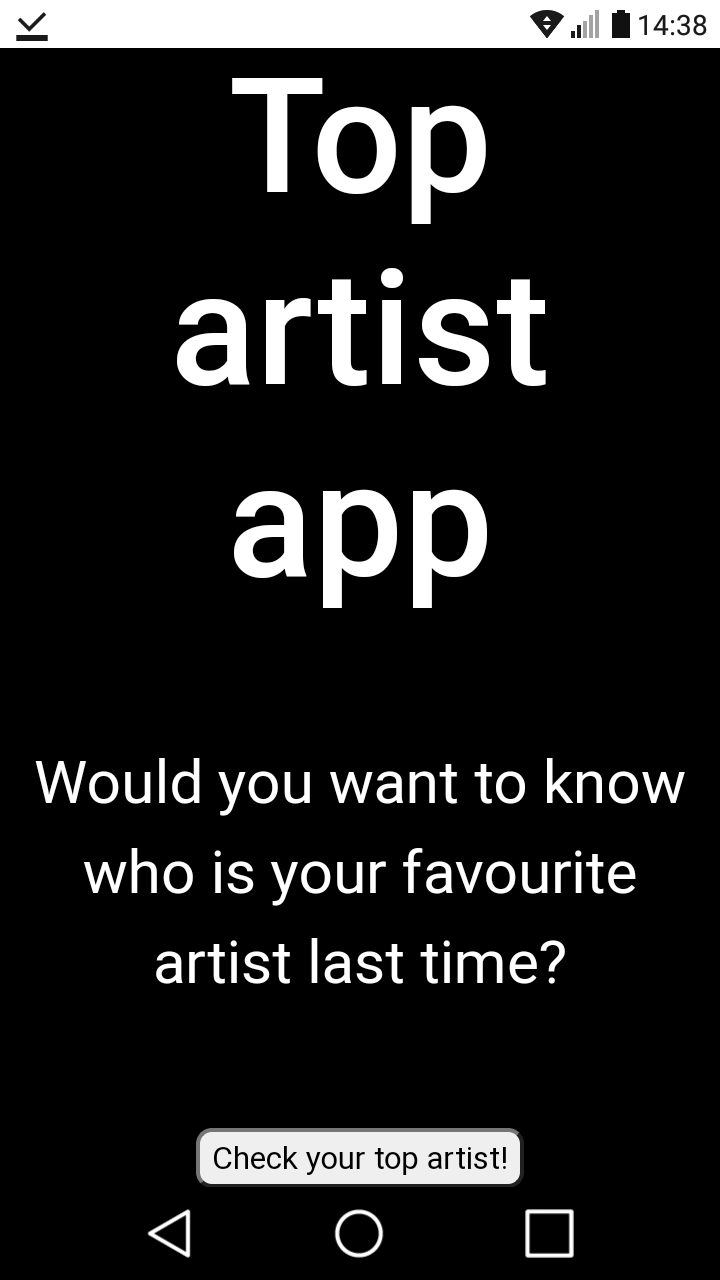 14:38
Top
artist
app
Would you want to know
who is your favourite
artist last time?
Check your top artist!